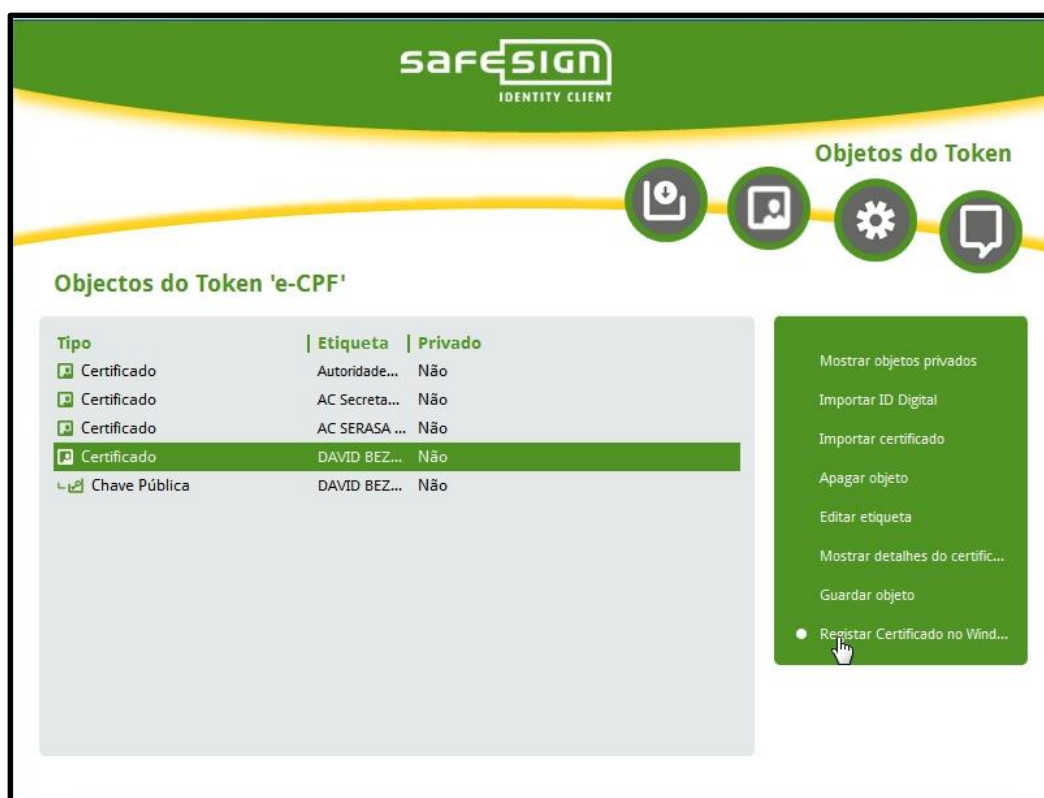 safesign
IDENTITY CLIENT
Objetos do Token
Objectos do Token 'e-CPF'
Tipo | Etiqueta | Privado
Certificado Autoridade... Não
Certificado AC Secreta... Não
Certificado AC SERASA ... Não
Certificado DAVID BEZ... Não
Chave Pública DAVID BEZ... Não
Mostrar objetos privados
Importar ID Digital
Importar certificado
Apagar objeto
Editar etiqueta
Mostrar detalhes do certific...
Guardar objeto
Registar Certificado no Wind...